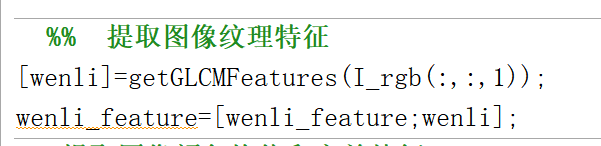 %% 提取图像纹理特征
[wenli]=getGLCMFeatures(I_rgb(:,:,1));
wenli_feature=[wenli_feature;wenli];